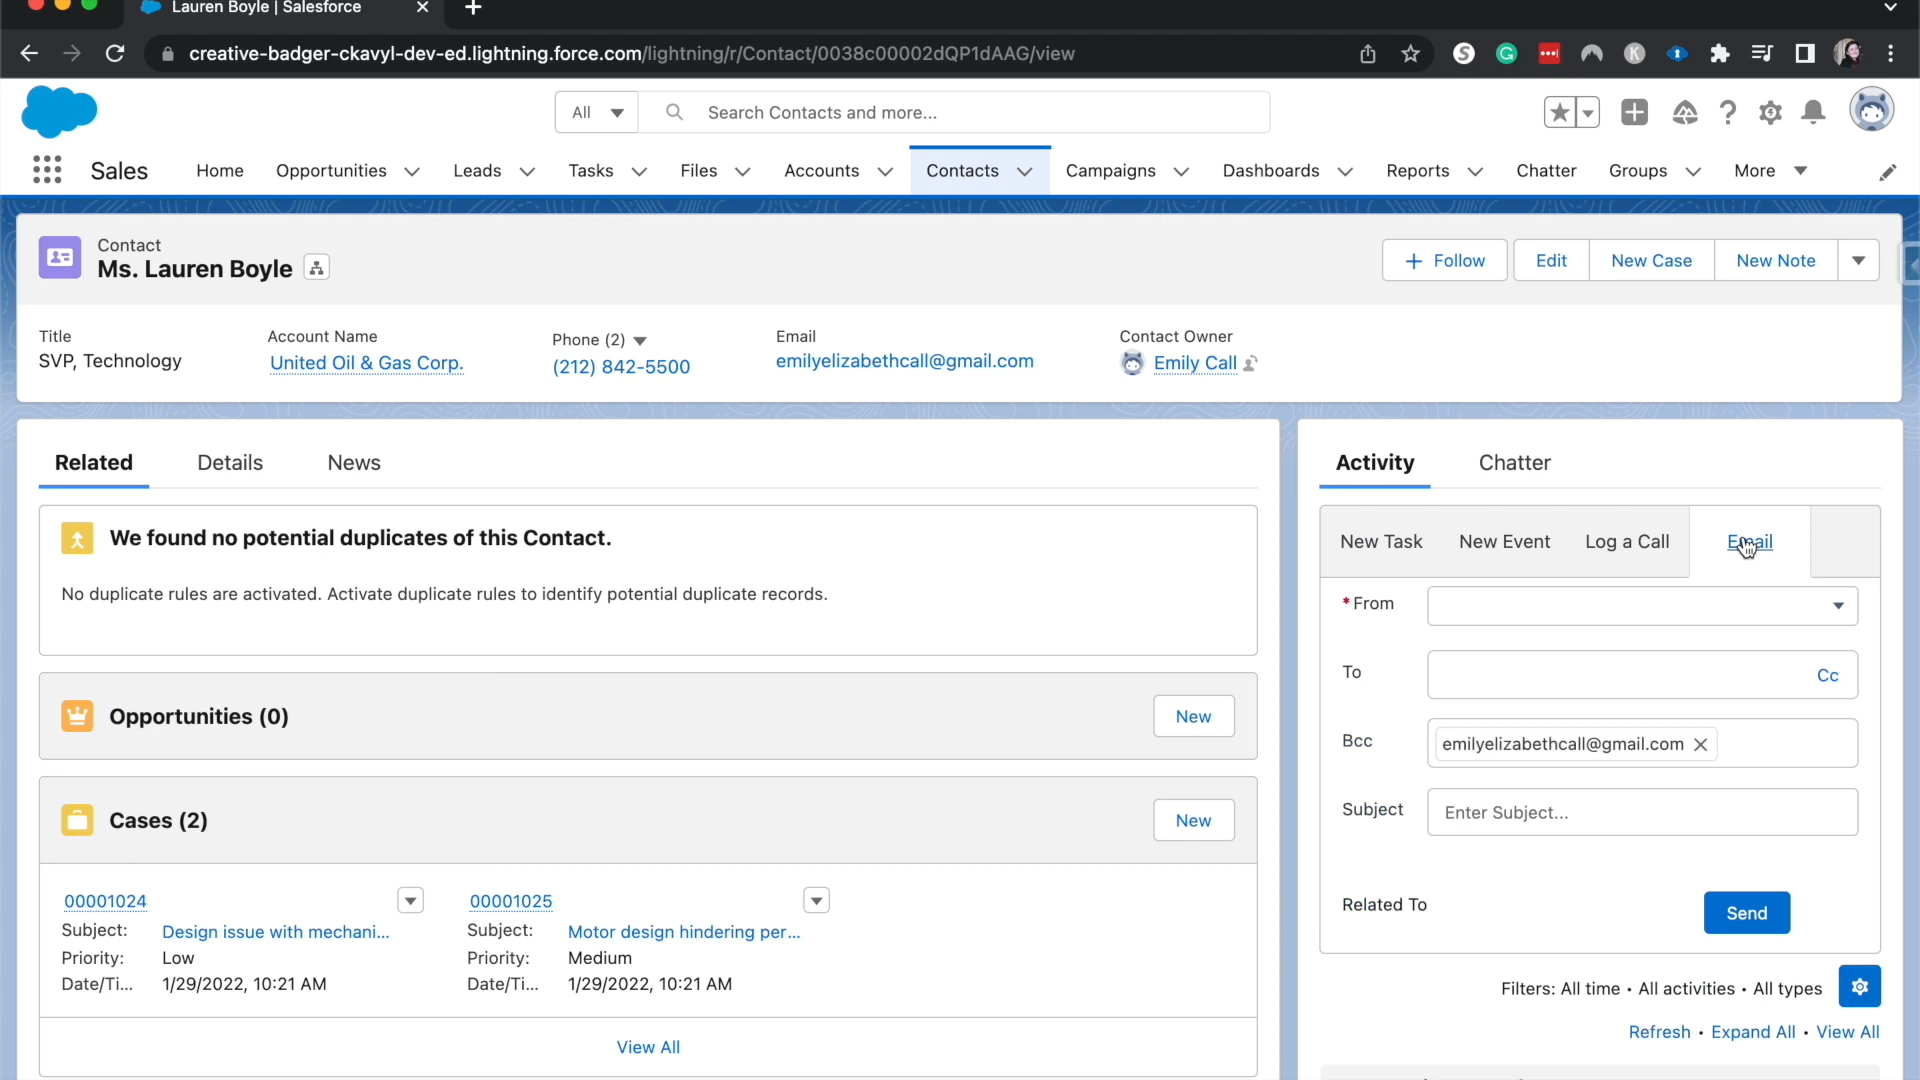 Lauren Boyle | Salesforce
creative-badger-ckavyl-dev-ed.lightning.force.com/lightning/r/Contact/0038c00002dQP1dAAG/view
All
Search Contacts and more...
Sales
Home
Opportunities
Leads
Tasks
Files
Accounts
Contacts
Campaigns
Dashboards
Reports
Chatter
Groups
More
Contact
Ms. Lauren Boyle
+ Follow
Edit
New Case
New Note
Title
SVP, Technology
Account Name
United Oil & Gas Corp.
Phone (2)
(212) 842-5500
Email
emilyelizabethcall@gmail.com
Contact Owner
Emily Call
Related
Details
News
We found no potential duplicates of this Contact.
No duplicate rules are activated. Activate duplicate rules to identify potential duplicate records.
Opportunities (0)
New
Cases (2)
New
00001024
Subject: Design issue with mechani...
Priority: Low
Date/Ti... 1/29/2022, 10:21 AM
00001025
Subject: Motor design hindering per...
Priority: Medium
Date/Ti... 1/29/2022, 10:21 AM
View All
Activity
Chatter
New Task
New Event
Log a Call
Email
* From
To
Cc
Bcc
emilyelizabethcall@gmail.com
Subject
Enter Subject...
Related To
Send
Filters: All time • All activities • All types
Refresh • Expand All • View All